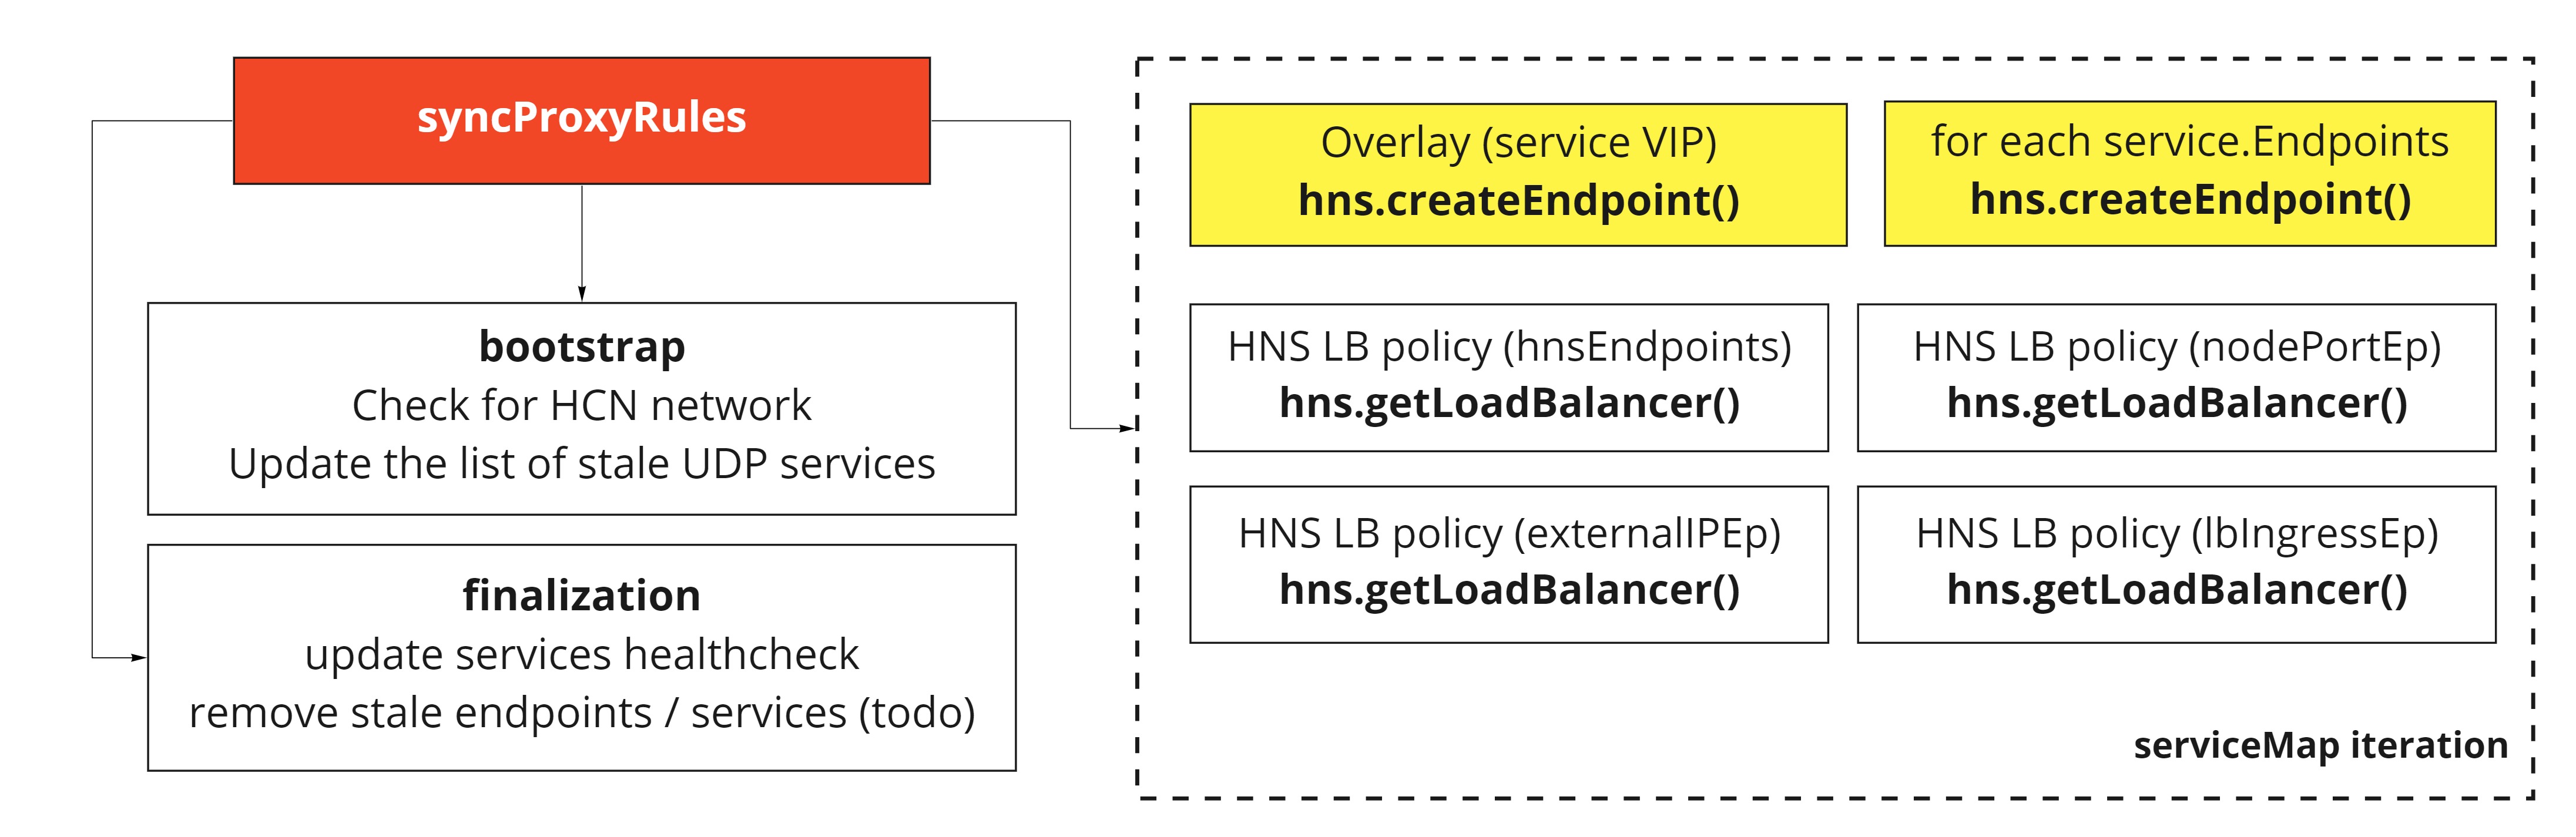 syncProxyRules
bootstrap
Check for HCN network
Update the list of stale UDP services
finalization
update services healthcheck
remove stale endpoints / services (todo)
Overlay (service VIP)
hns.createEndpoint()
for each service.Endpoints
hns.createEndpoint()
HNS LB policy (hnsEndpoints)
hns.getLoadBalancer()
HNS LB policy (nodePortEp)
hns.getLoadBalancer()
HNS LB policy (externalIPEp)
hns.getLoadBalancer()
HNS LB policy (lbIngressEp)
hns.getLoadBalancer()
serviceMap iteration